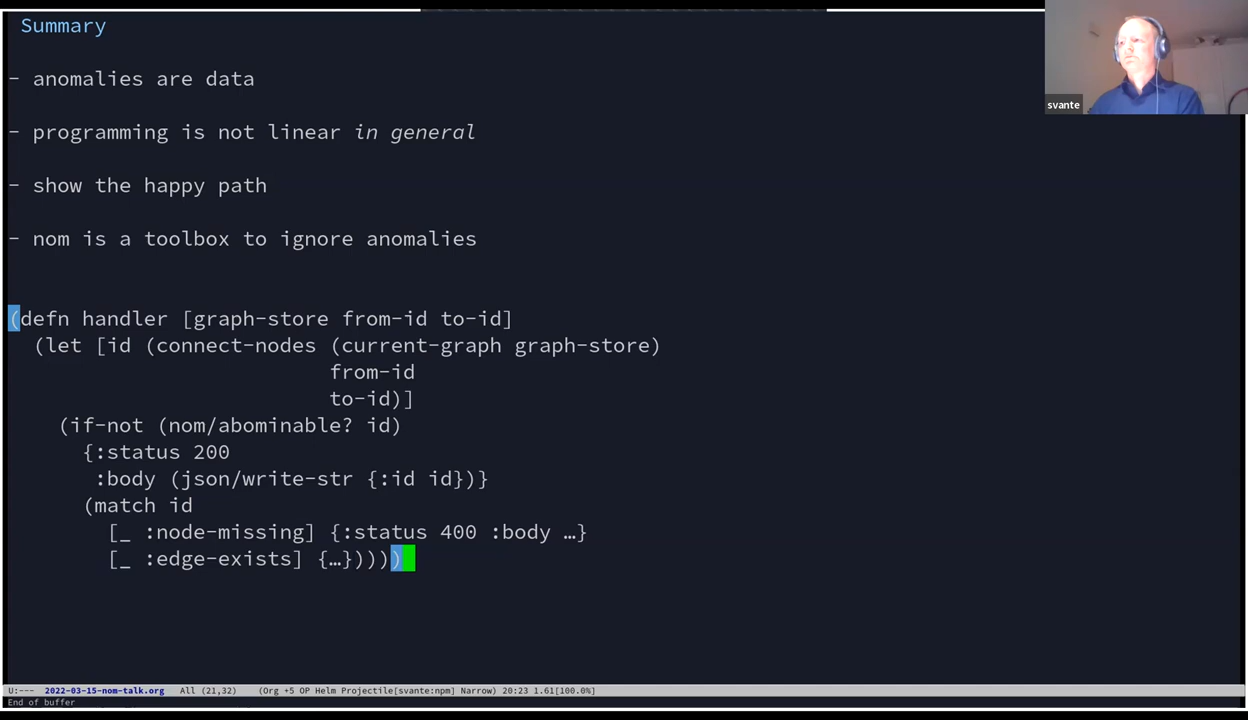 Summary
- anomalies are data
- programming is not linear in general
- show the happy path
- nom is a toolbox to ignore anomalies
(defn handler [graph-store from-id to-id]
(let [id (connect-nodes (current-graph graph-store)
from-id
to-id)]
(if-not (nom/abominable? id)
{:status 200
:body (json/write-str {:id id})}
(match id
[_ :node-missing] {:status 400 :body …}
[_ :edge-exists] {…}))))
svante
U:--- 2022-03-15-nom-talk.org All (21,32) (Org +5 OP Helm Projectile[svante:npm] Narrow) 20:23 1.61[100.0%]
End of buffer